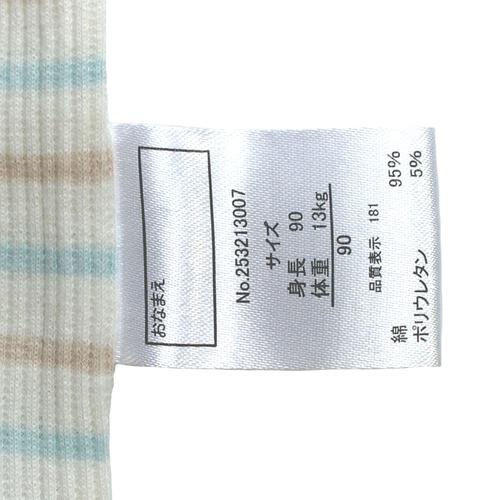 おなまえ
No.253213007
サイズ
身長 90
体重 13kg
90
品質表示 181
綿 95%
ポリウレタン 5%